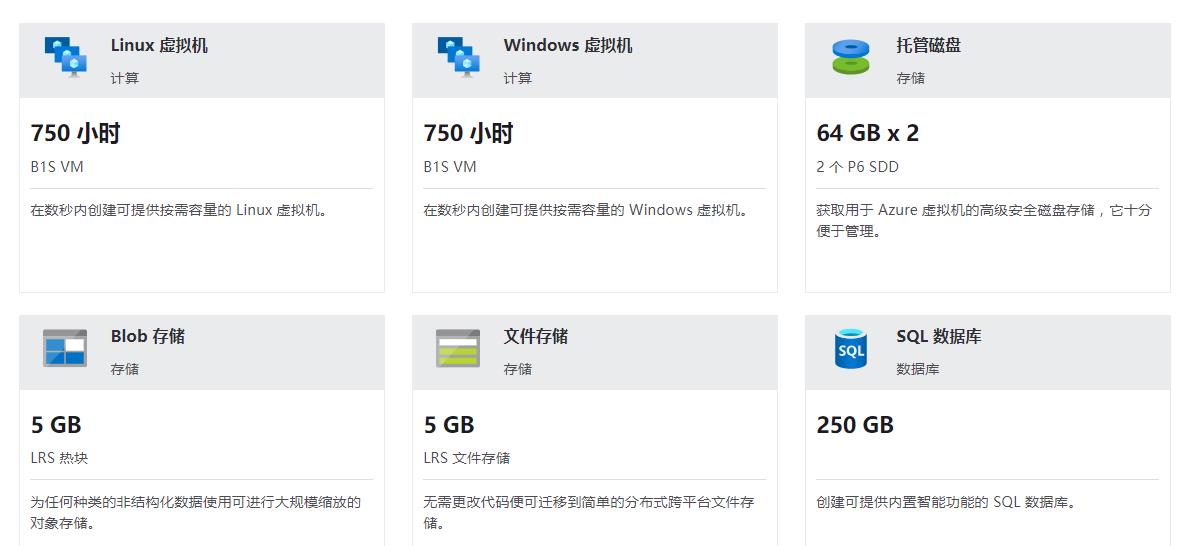 Linux 虚拟机
计算
750 小时
B1S VM
在数秒内创建可提供按需容量的 Linux 虚拟机。
Windows 虚拟机
计算
750 小时
B1S VM
在数秒内创建可提供按需容量的 Windows 虚拟机。
托管磁盘
存储
64 GB x 2
2 个 P6 SDD
获取用于 Azure 虚拟机的高级安全磁盘存储，它十分
便于管理。
Blob 存储
存储
5 GB
LRS 热块
为任何种类的非结构化数据使用可进行大规模缩放的
对象存储。
文件存储
存储
5 GB
LRS 文件存储
无需更改代码便可迁移到简单的分布式跨平台文件存
储。
SQL
SQL 数据库
数据库
250 GB
创建可提供内置智能功能的 SQL 数据库。